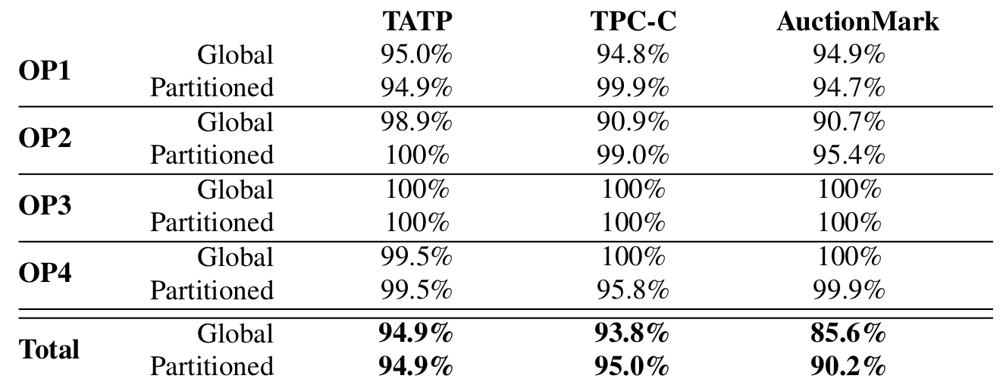 TATP TPC-C AuctionMark
OP1 Global 95.0% 94.8% 94.9%
Partitioned 94.9% 99.9% 94.7%
OP2 Global 98.9% 90.9% 90.7%
Partitioned 100% 99.0% 95.4%
OP3 Global 100% 100% 100%
Partitioned 100% 100% 100%
OP4 Global 99.5% 100% 100%
Partitioned 99.5% 95.8% 99.9%
Total Global 94.9% 93.8% 85.6%
Partitioned 94.9% 95.0% 90.2%